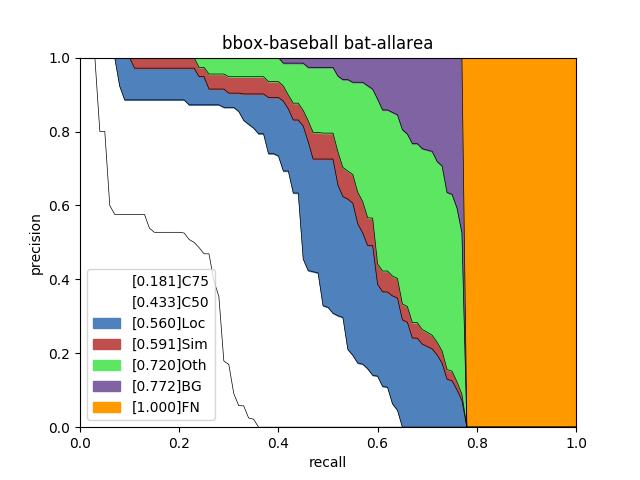 bbox-baseball bat-allarea
1.0
0.8
0.6
0.4
0.2
0.0
precision
[0.181]C75
[0.433]C50
[0.560]Loc
[0.591]Sim
[0.720]Oth
[0.772]BG
[1.000]FN
0.0 0.2 0.4 0.6 0.8 1.0
recall